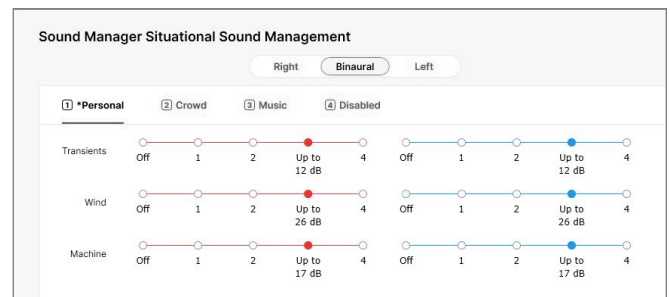 Sound Manager Situational Sound Management
Right Binaural Left
1 *Personal 2 Crowd 3 Music 4 Disabled
Transients Off 1 2 Up to 12 dB 4 Off 1 2 Up to 12 dB 4
Wind Off 1 2 Up to 26 dB 4 Off 1 2 Up to 26 dB 4
Machine Off 1 2 Up to 17 dB 4 Off 1 2 Up to 17 dB 4